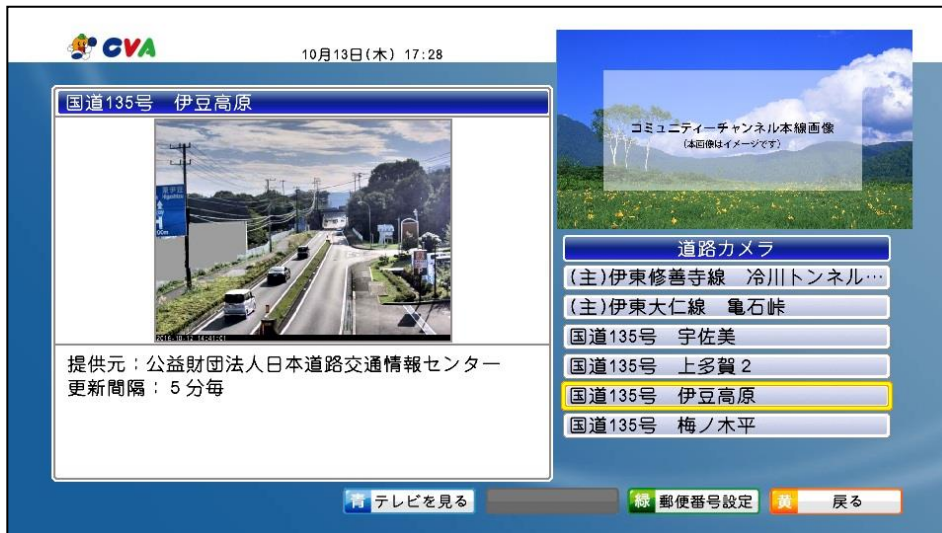 CVA
10月13日(木) 17:28
国道135号 伊豆高原
2016-10-12 14:41:01
提供元：公益財団法人日本道路交通情報センター
更新間隔：５分毎
コミュニティーチャンネル本線画像
(本画像はイメージです)
道路カメラ
(主)伊東修善寺線 冷川トンネル…
(主)伊東大仁線 亀石峠
国道135号 宇佐美
国道135号 上多賀２
国道135号 伊豆高原
国道135号 梅ノ木平
青 テレビを見る
緑 郵便番号設定
黄 戻る